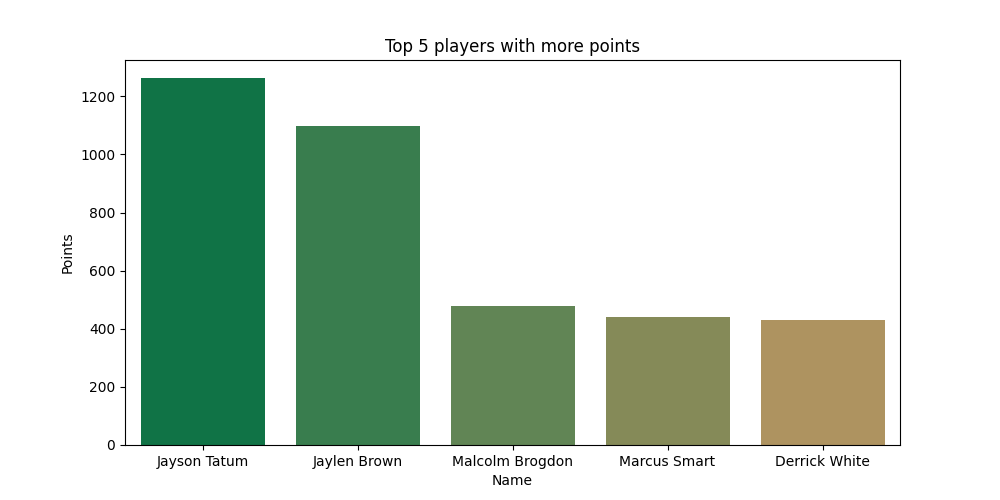 Top 5 players with more points
Points
1200
1000
800
600
400
200
0
Jayson Tatum
Jaylen Brown
Malcolm Brogdon
Marcus Smart
Derrick White
Name